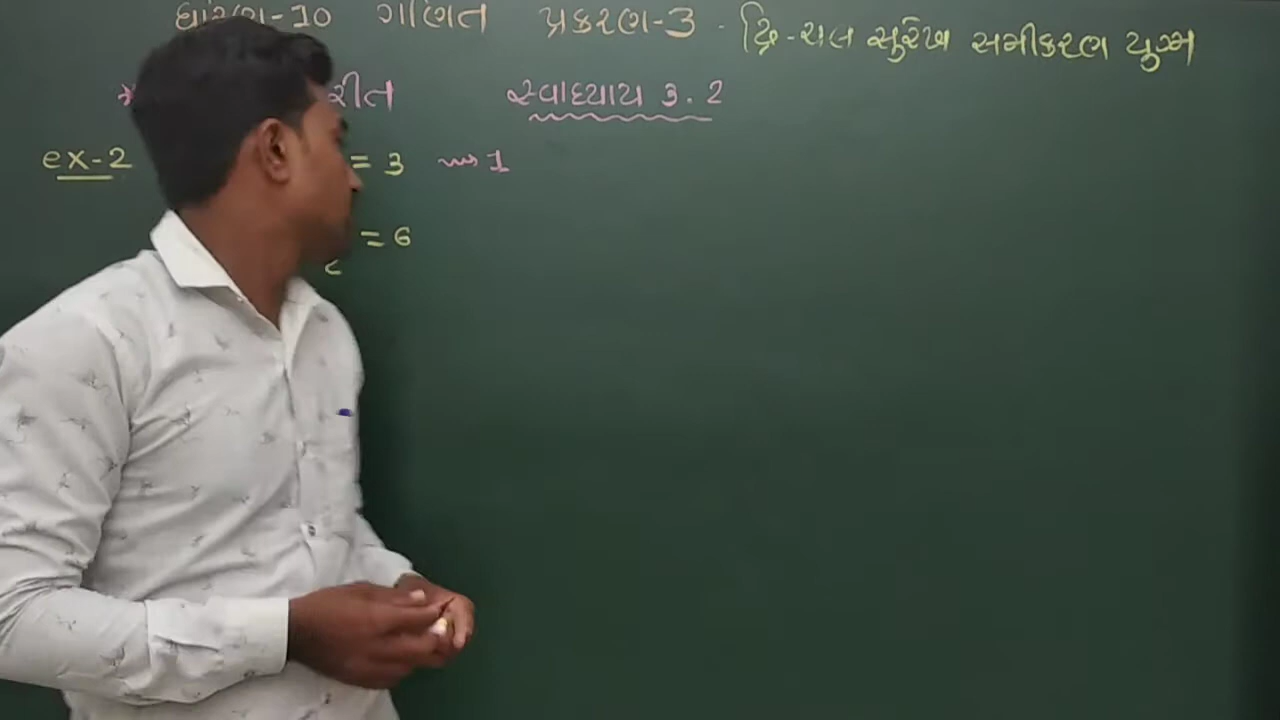 ધોરણ-10 ગણિત પ્રકરણ-3. દ્વિ-ચલ સુરેખ સમીકરણ યુગ્મ
* રીત સ્વાધ્યાય 3.2
ex-2 = 3 ⇝ 1
= 6